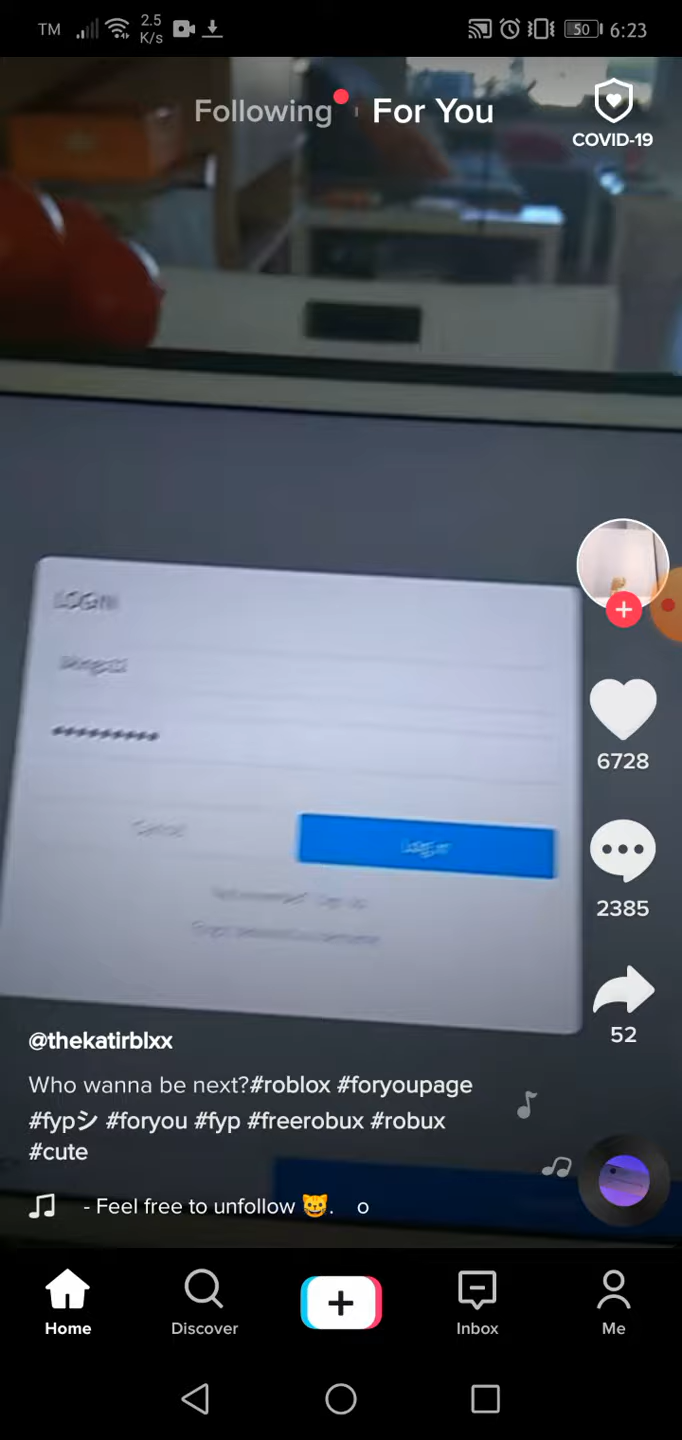 TM 2.5 K/s 50 6:23
Following For You
COVID-19
LOGIN
6728
2385
52
@thekatirblxx
Who wanna be next?#roblox #foryoupage
#fypシ #foryou #fyp #freerobux #robux
#cute
- Feel free to unfollow 😺. o
Home Discover Inbox Me